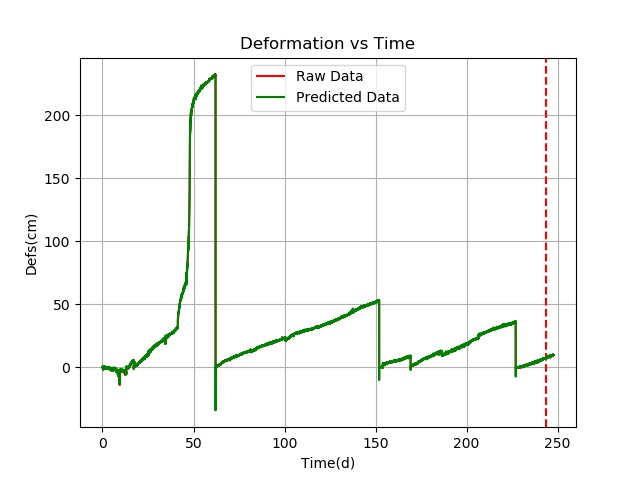 Deformation vs Time
Raw Data
Predicted Data
200
150
100
50
0
Defs(cm)
0 50 100 150 200 250
Time(d)